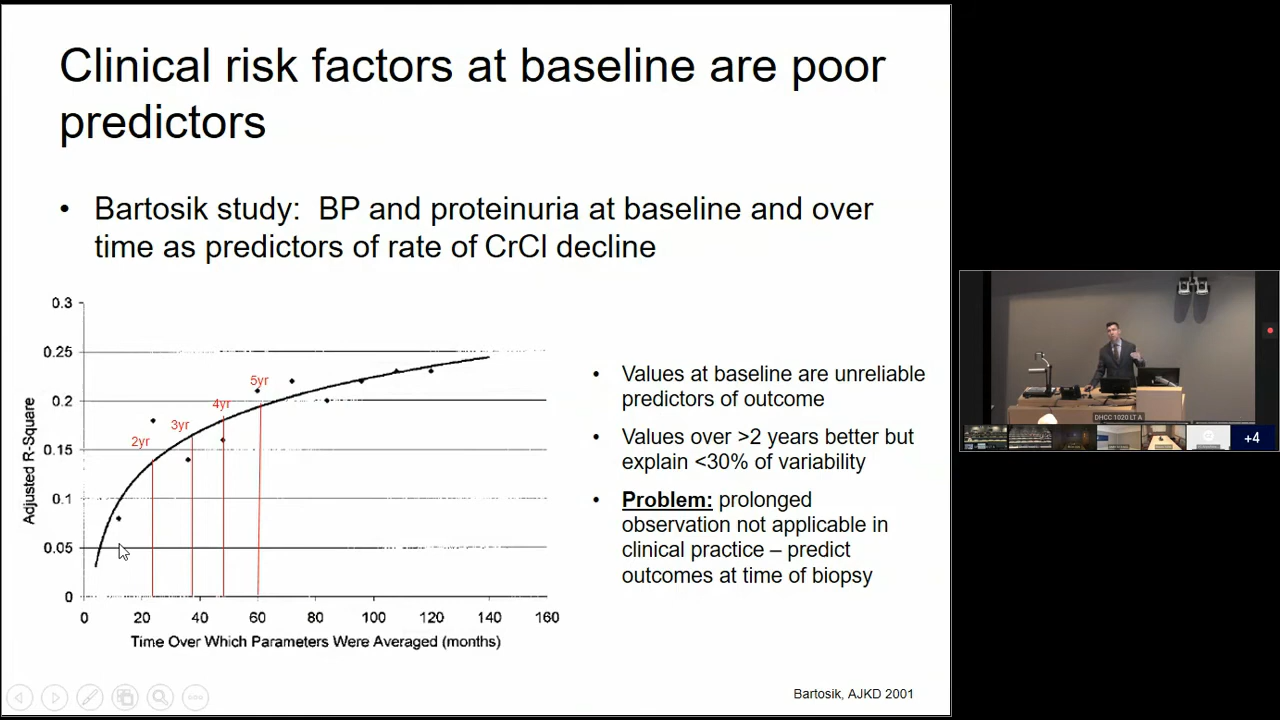 Clinical risk factors at baseline are poor
predictors
• Bartosik study: BP and proteinuria at baseline and over
time as predictors of rate of CrCl decline
0.3
0.25
0.2
0.15
0.1
0.05
0
Adjusted R-Square
2yr
3yr
4yr
5yr
0 20 40 60 80 100 120 140 160
Time Over Which Parameters Were Averaged (months)
• Values at baseline are unreliable
predictors of outcome
• Values over >2 years better but
explain <30% of variability
• Problem: prolonged
observation not applicable in
clinical practice – predict
outcomes at time of biopsy
Bartosik, AJKD 2001
DHCC 1020 LT A
+4